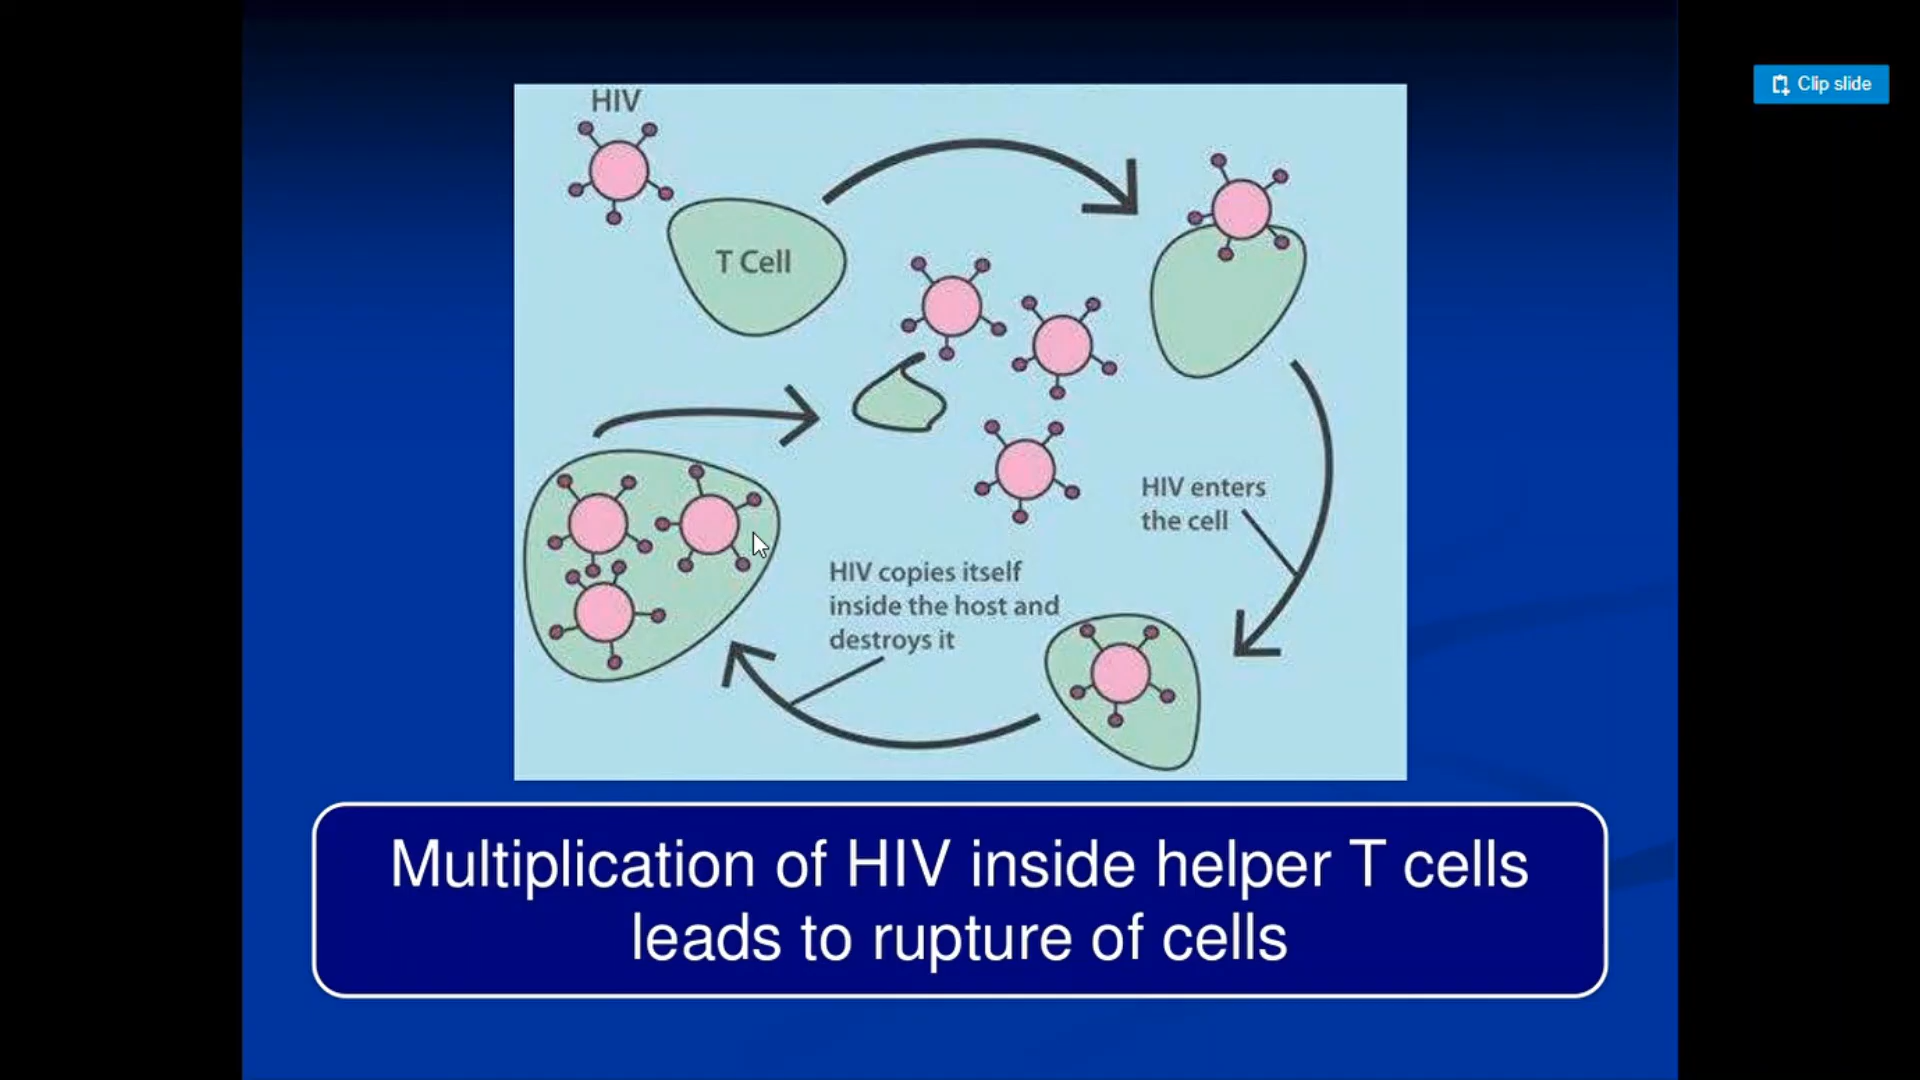 Clip slide
HIV
T Cell
HIV enters
the cell
HIV copies itself
inside the host and
destroys it
Multiplication of HIV inside helper T cells
leads to rupture of cells